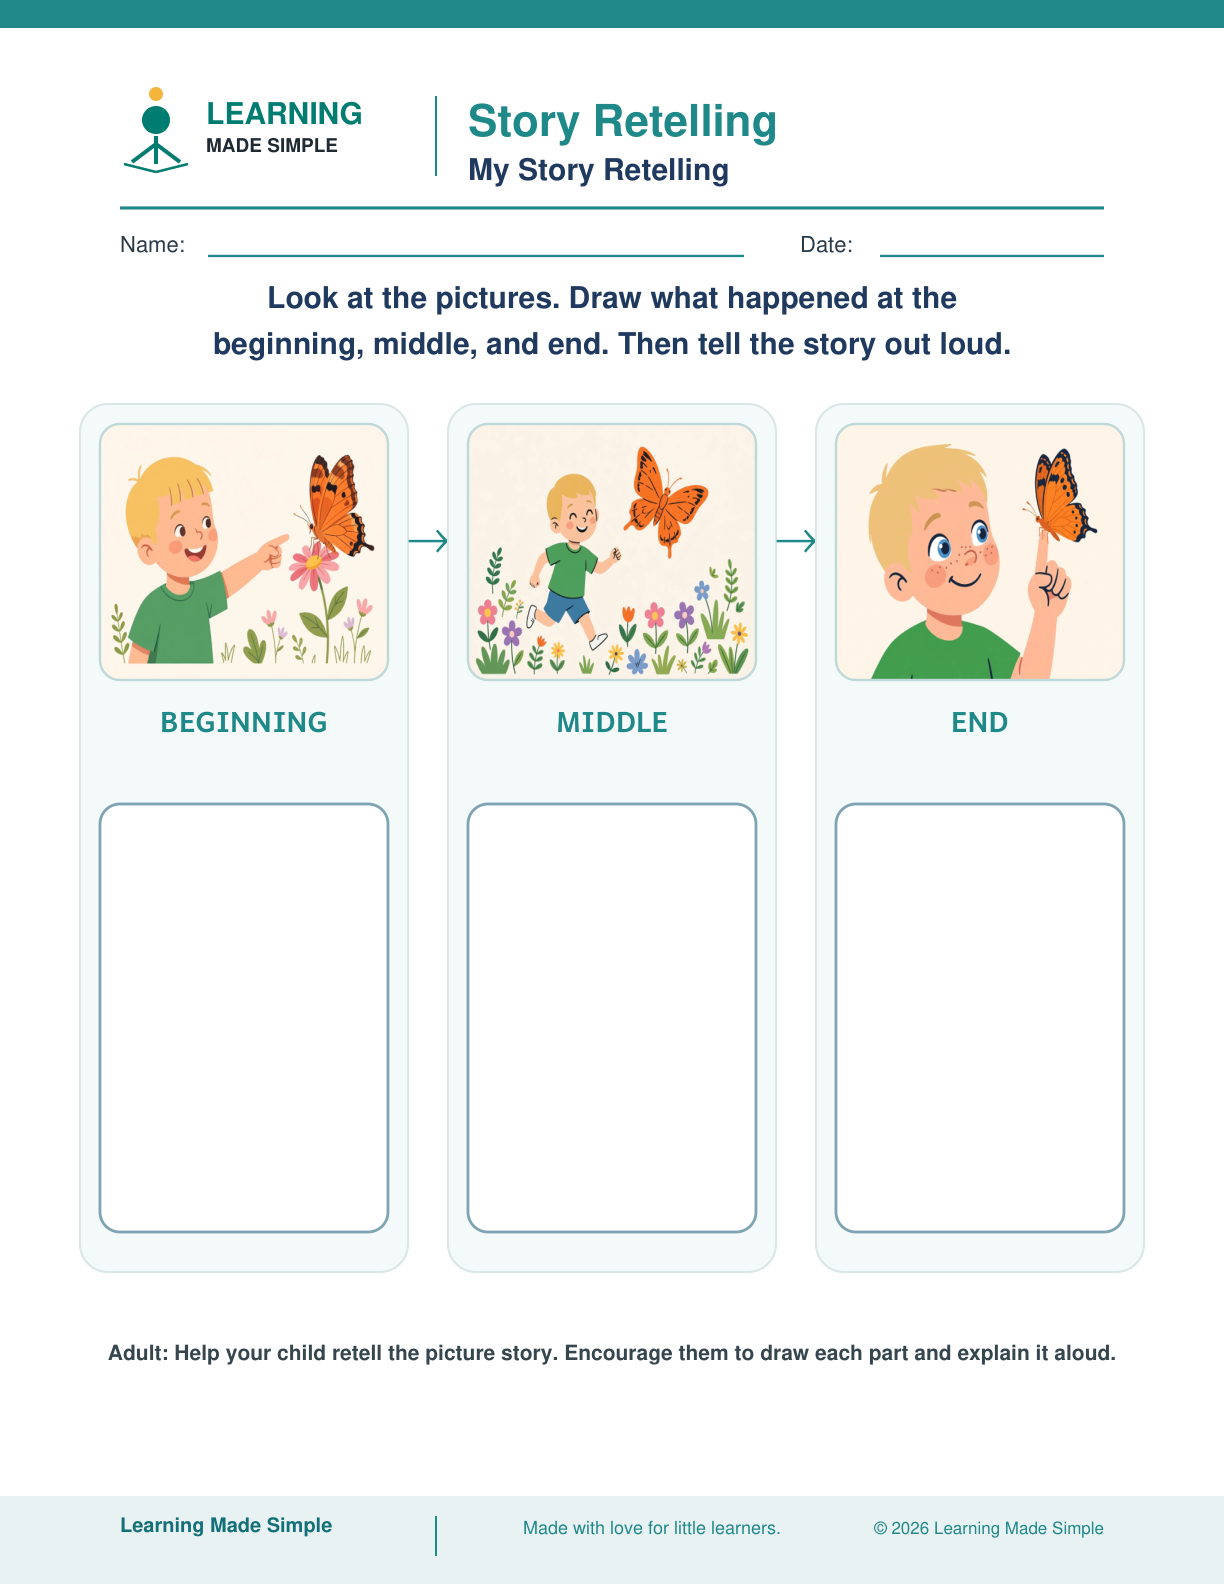 LEARNING
MADE SIMPLE
Story Retelling
My Story Retelling
Name:
Date:
Look at the pictures. Draw what happened at the
beginning, middle, and end. Then tell the story out loud.
BEGINNING
MIDDLE
END
Adult: Help your child retell the picture story. Encourage them to draw each part and explain it aloud.
Learning Made Simple
Made with love for little learners.
© 2026 Learning Made Simple